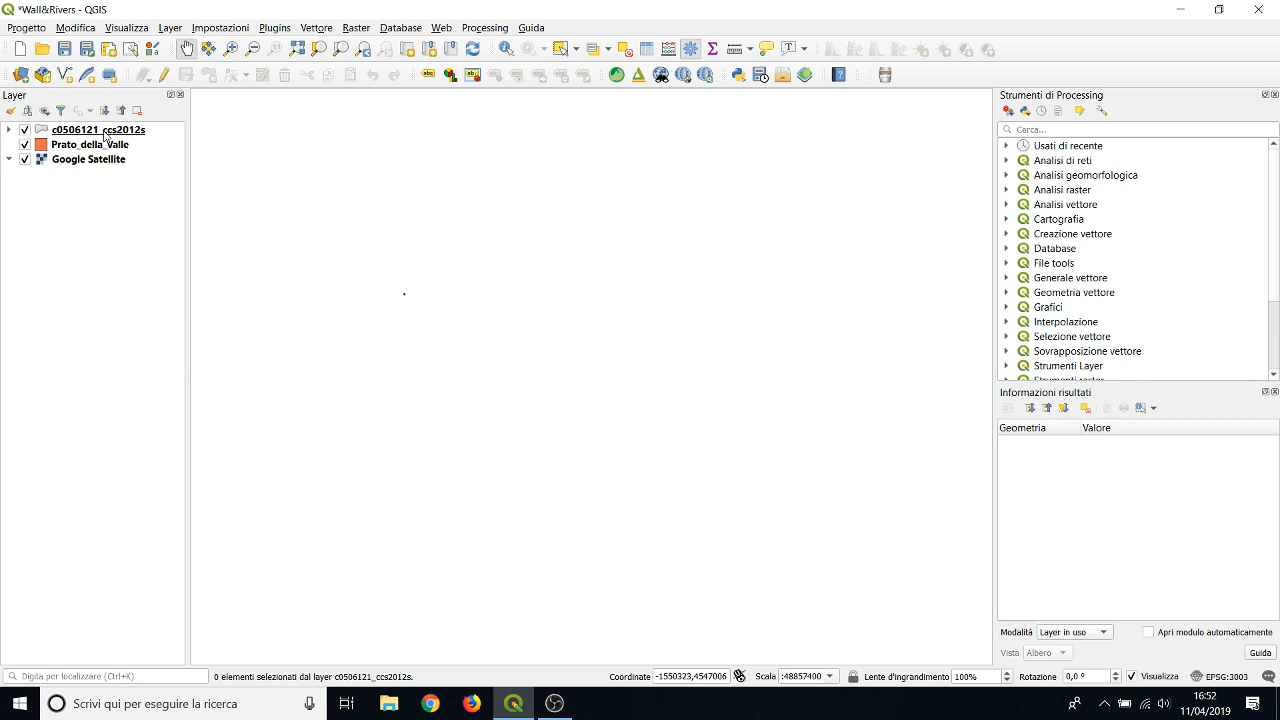 *Wall&Rivers - QGIS
Progetto Modifica Visualizza Layer Impostazioni Plugins Vettore Raster Database Web Processing Guida
Layer
c0506121_ccs2012s
Prato_della_Valle
Google Satellite
Strumenti di Processing
Cerca...
Usati di recente
Analisi di reti
Analisi geomorfologica
Analisi raster
Analisi vettore
Cartografia
Creazione vettore
Database
File tools
Generale vettore
Geometria vettore
Grafici
Interpolazione
Selezione vettore
Sovrapposizione vettore
Strumenti Layer
Strumenti raster
Informazioni risultati
Geometria Valore
Modalità Layer in uso Apri modulo automaticamente
Vista Albero Guida
Digita per localizzare (Ctrl+K) 0 elementi selezionati dal layer c0506121_ccs2012s. Coordinate -1550323,4547006 Scala :48857400 Lente d'ingrandimento 100% Rotazione 0,0 ° Visualizza EPSG:3003
Scrivi qui per eseguire la ricerca
16:52
11/04/2019